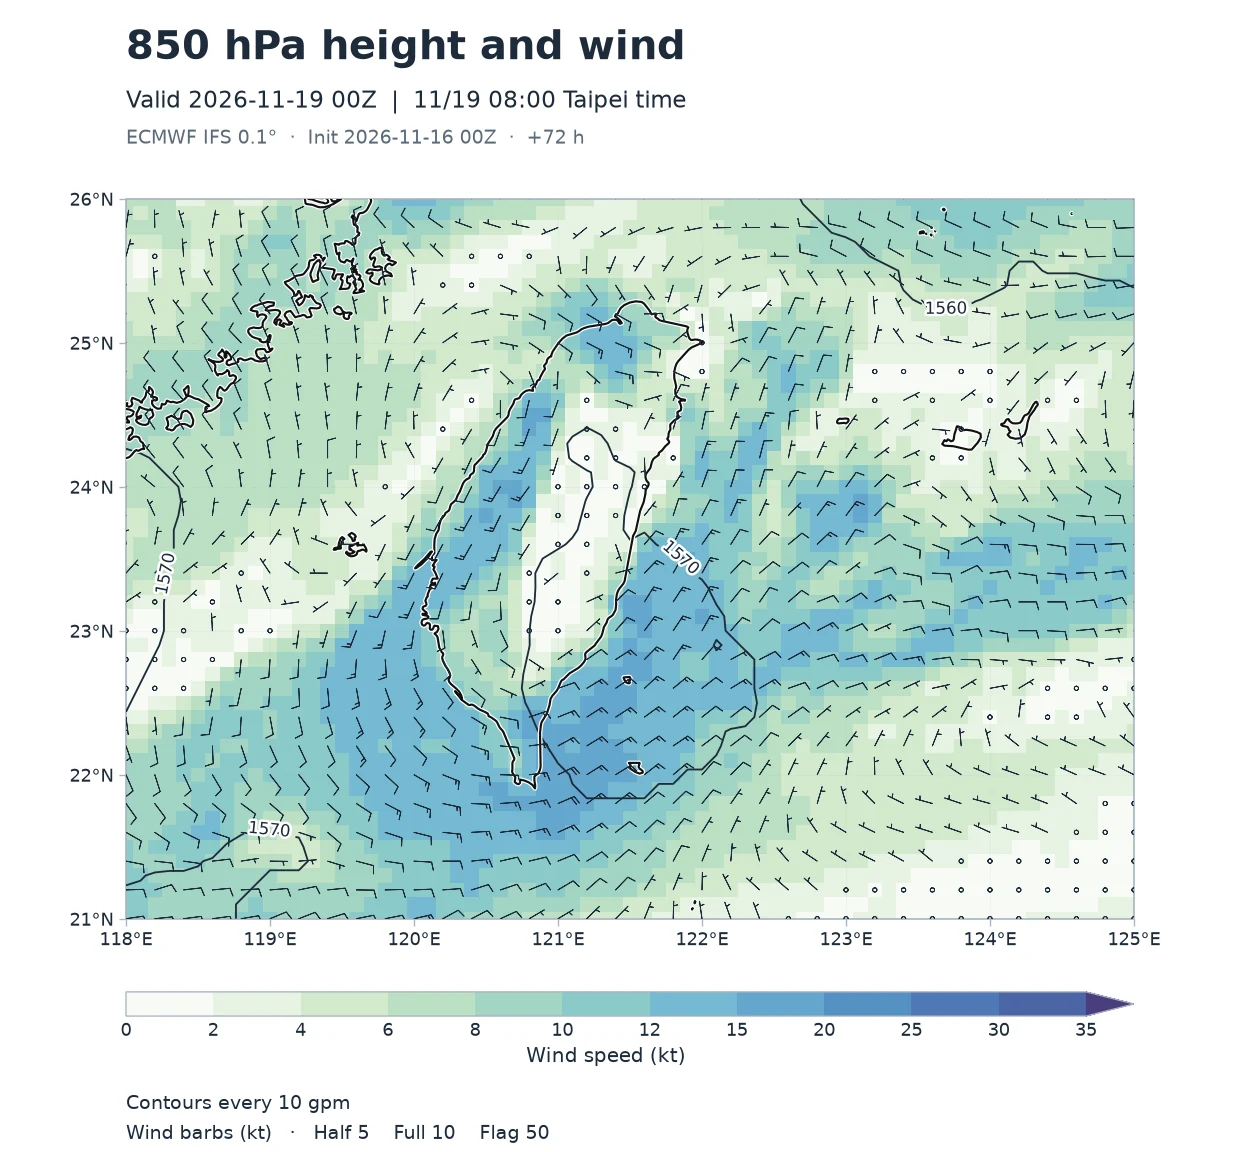 850 hPa height and wind
Valid 2026-11-19 00Z | 11/19 08:00 Taipei time
ECMWF IFS 0.1° · Init 2026-11-16 00Z · +72 h
26°N
25°N
24°N
23°N
22°N
21°N
1560
1570
1570
1570
118°E 119°E 120°E 121°E 122°E 123°E 124°E 125°E
0 2 4 6 8 10 12 15 20 25 30 35
Wind speed (kt)
Contours every 10 gpm
Wind barbs (kt) · Half 5 Full 10 Flag 50